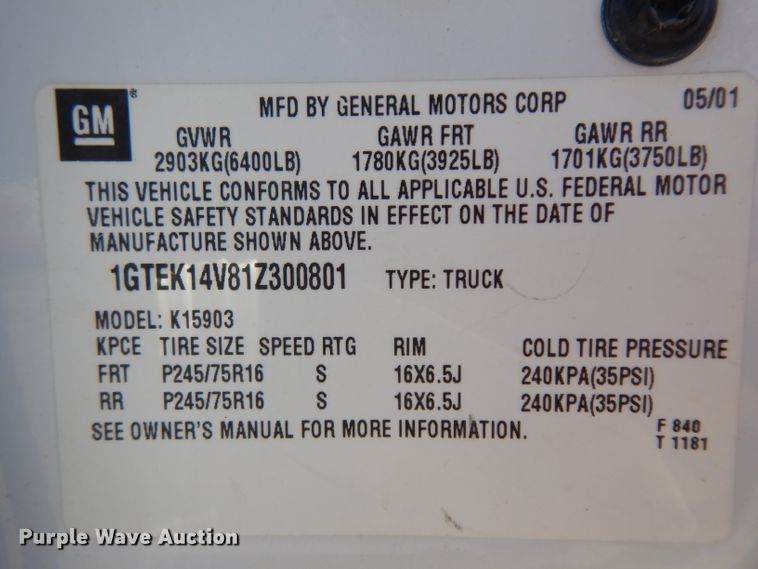 GM
MFD BY GENERAL MOTORS CORP 05/01
GVWR GAWR FRT GAWR RR
2903KG(6400LB) 1780KG(3925LB) 1701KG(3750LB)
THIS VEHICLE CONFORMS TO ALL APPLICABLE U.S. FEDERAL MOTOR
VEHICLE SAFETY STANDARDS IN EFFECT ON THE DATE OF
MANUFACTURE SHOWN ABOVE.
1GTEK14V81Z300801 TYPE: TRUCK
MODEL: K15903
KPCE TIRE SIZE SPEED RTG RIM COLD TIRE PRESSURE
FRT P245/75R16 S 16X6.5J 240KPA(35PSI)
RR P245/75R16 S 16X6.5J 240KPA(35PSI)
SEE OWNER'S MANUAL FOR MORE INFORMATION.
F 840
T 1181
Purple Wave Auction